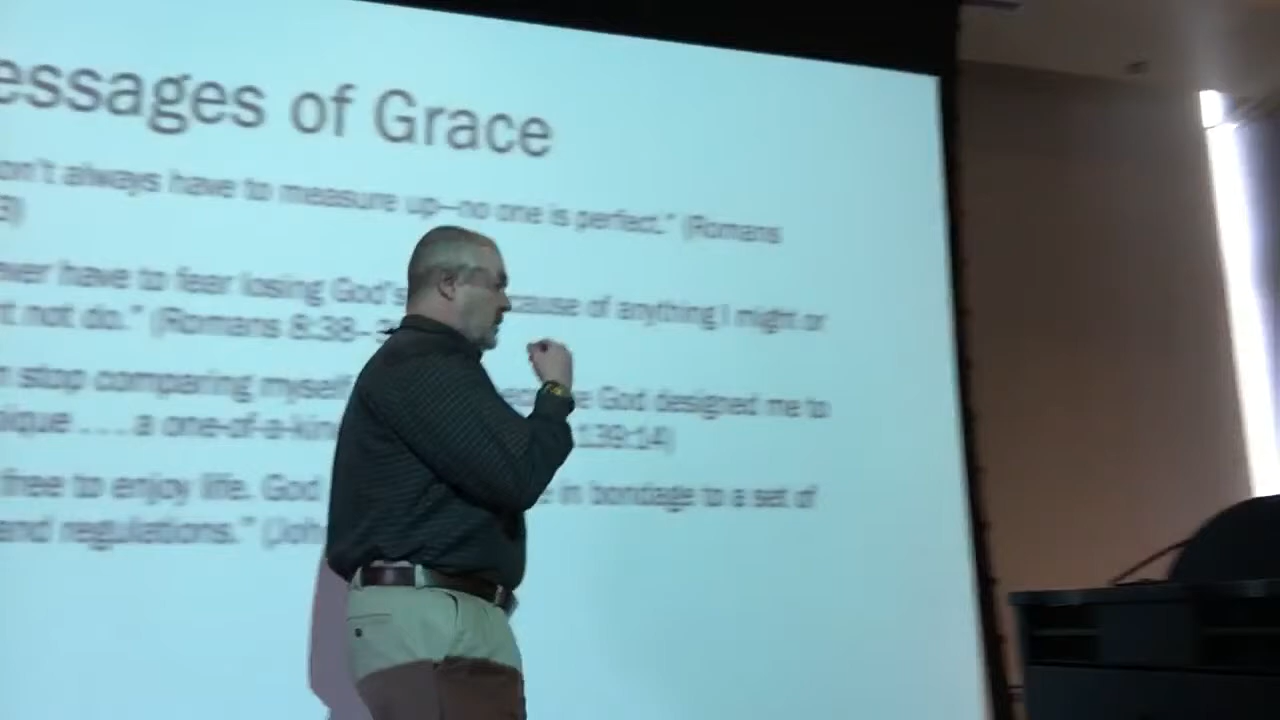 essages of Grace
on't always have to measure up—no one is perfect." (Romans
3)
ver have to fear losing God's cause of anything I might or
t not do." (Romans 8:38-
n stop comparing myself God designed me to
ique .... a one-of-a-kin 139:14)
free to enjoy life. God in bondage to a set of
and regulations." (Joh